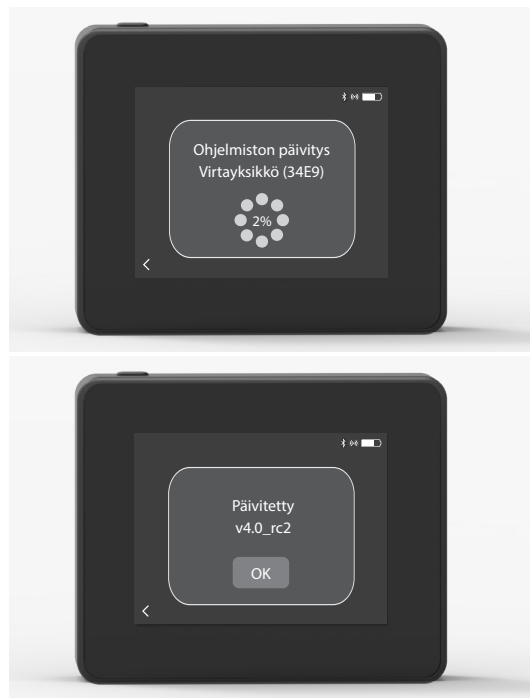 Ohjelmiston päivitys
Virtayksikkö (34E9)
2%
Päivitetty
v4.0_rc2
OK